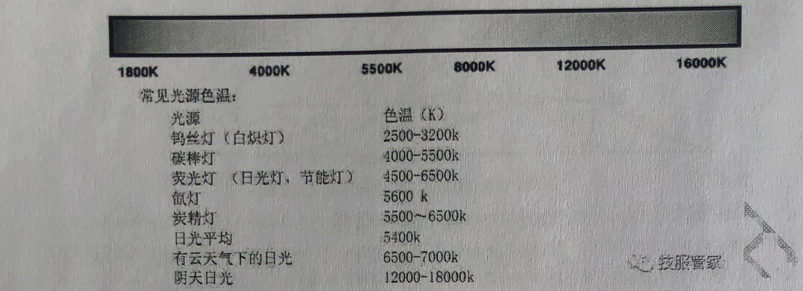 1800K 4000K 5500K 8000K 12000K 16000K
常见光源色温：
光源 色温（K）
钨丝灯（白炽灯） 2500-3200k
碳棒灯 4000-5500k
荧光灯 （日光灯、节能灯） 4500-6500k
氙灯 5600 k
炭精灯 5500～6500k
日光平均 5400k
有云天气下的日光 6500-7000k
阴天日光 12000-18000k
技服管家